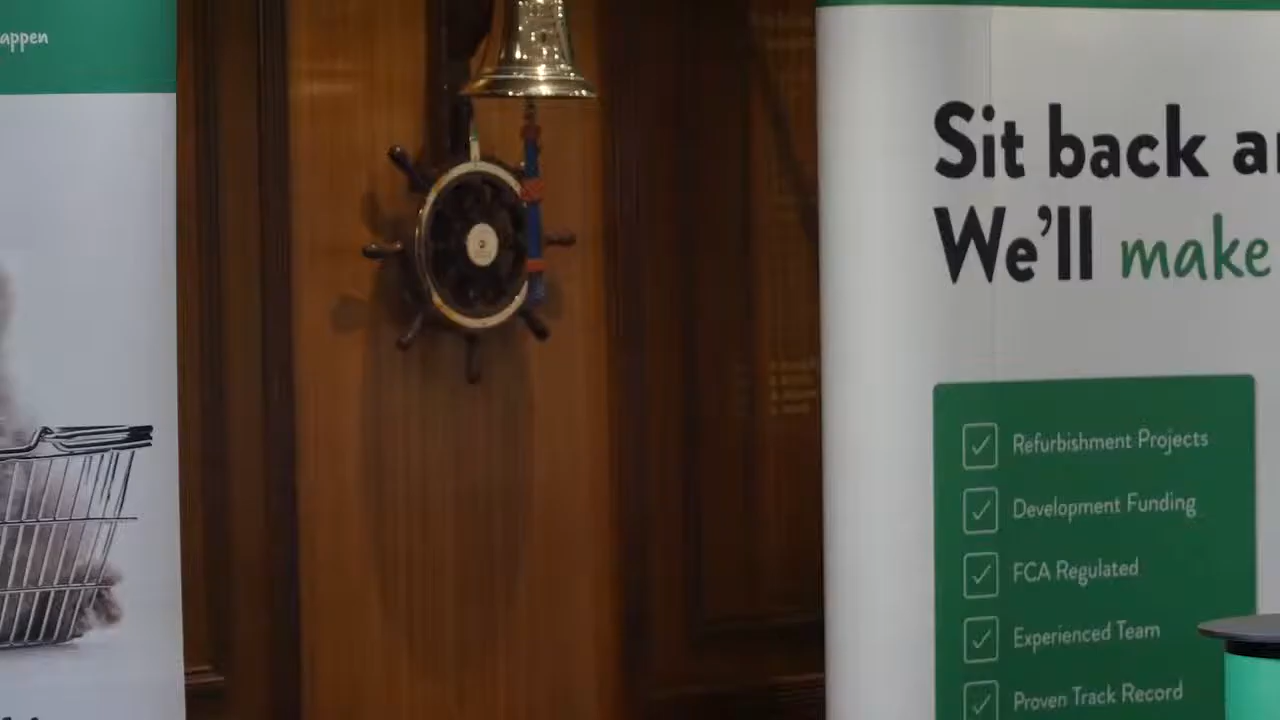 appen
Sit back a
We'll make
Refurbishment Projects
Development Funding
FCA Regulated
Experienced Team
Proven Track Record